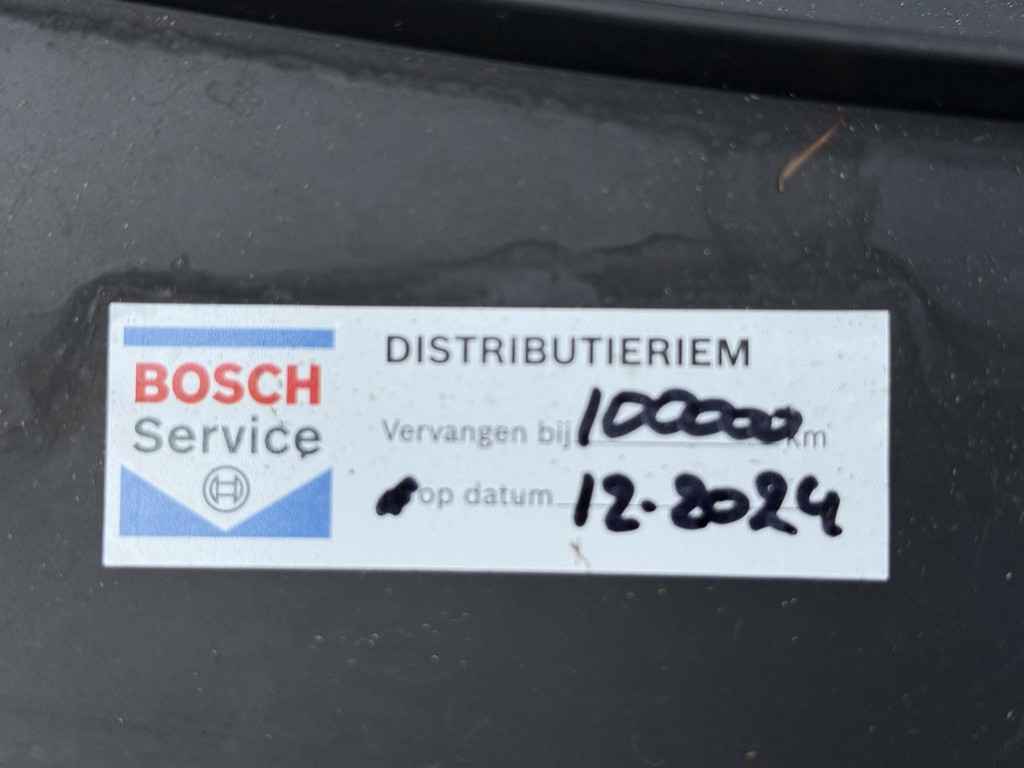 BOSCH
Service
DISTRIBUTIERIEM
Vervangen bij 100000 km
op datum 12.2024